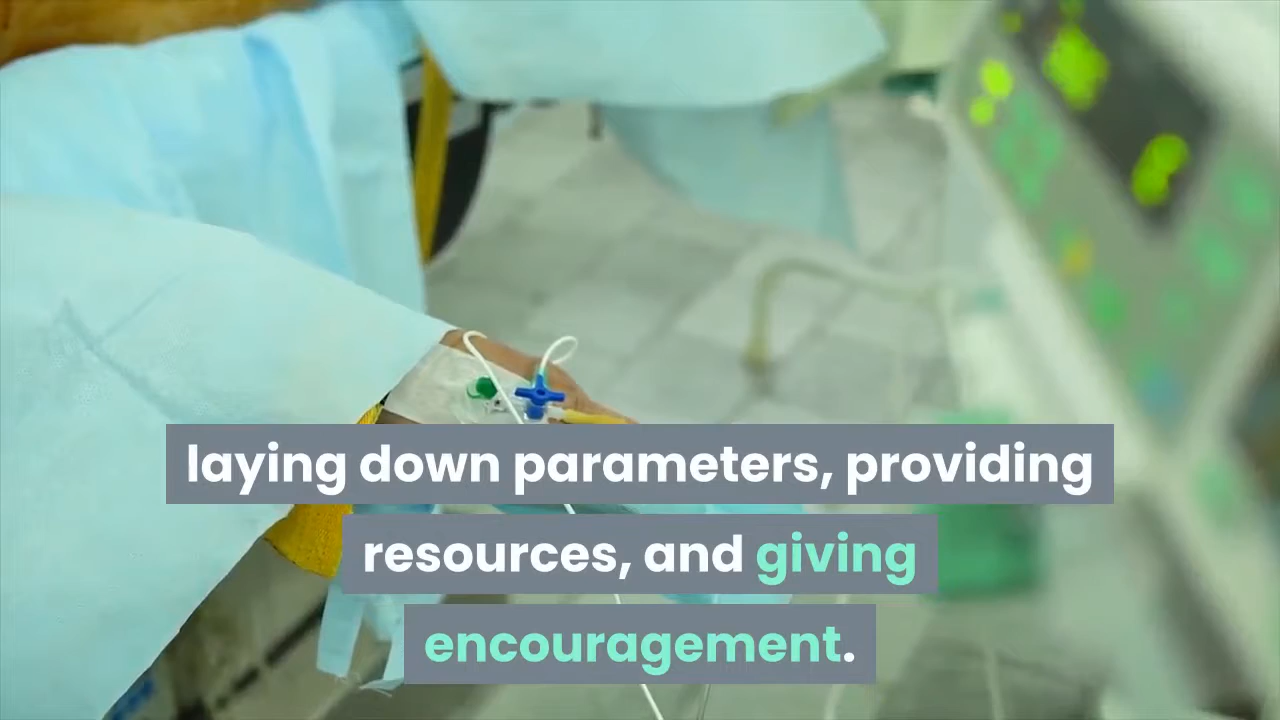 laying down parameters, providing
resources, and giving
encouragement.